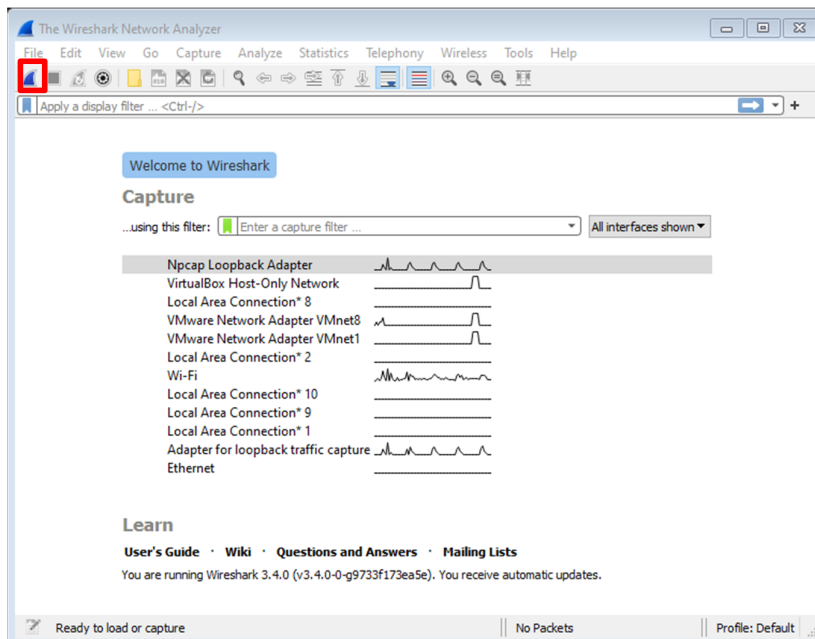 The Wireshark Network Analyzer
File Edit View Go Capture Analyze Statistics Telephony Wireless Tools Help
Apply a display filter ... <Ctrl-/>
+
Welcome to Wireshark
Capture
...using this filter: Enter a capture filter ... All interfaces shown
Npcap Loopback Adapter
VirtualBox Host-Only Network
Local Area Connection* 8
VMware Network Adapter VMnet8
VMware Network Adapter VMnet1
Local Area Connection* 2
Wi-Fi
Local Area Connection* 10
Local Area Connection* 9
Local Area Connection* 1
Adapter for loopback traffic capture
Ethernet
Learn
User's Guide · Wiki · Questions and Answers · Mailing Lists
You are running Wireshark 3.4.0 (v3.4.0-0-g9733f173ea5e). You receive automatic updates.
Ready to load or capture No Packets Profile: Default